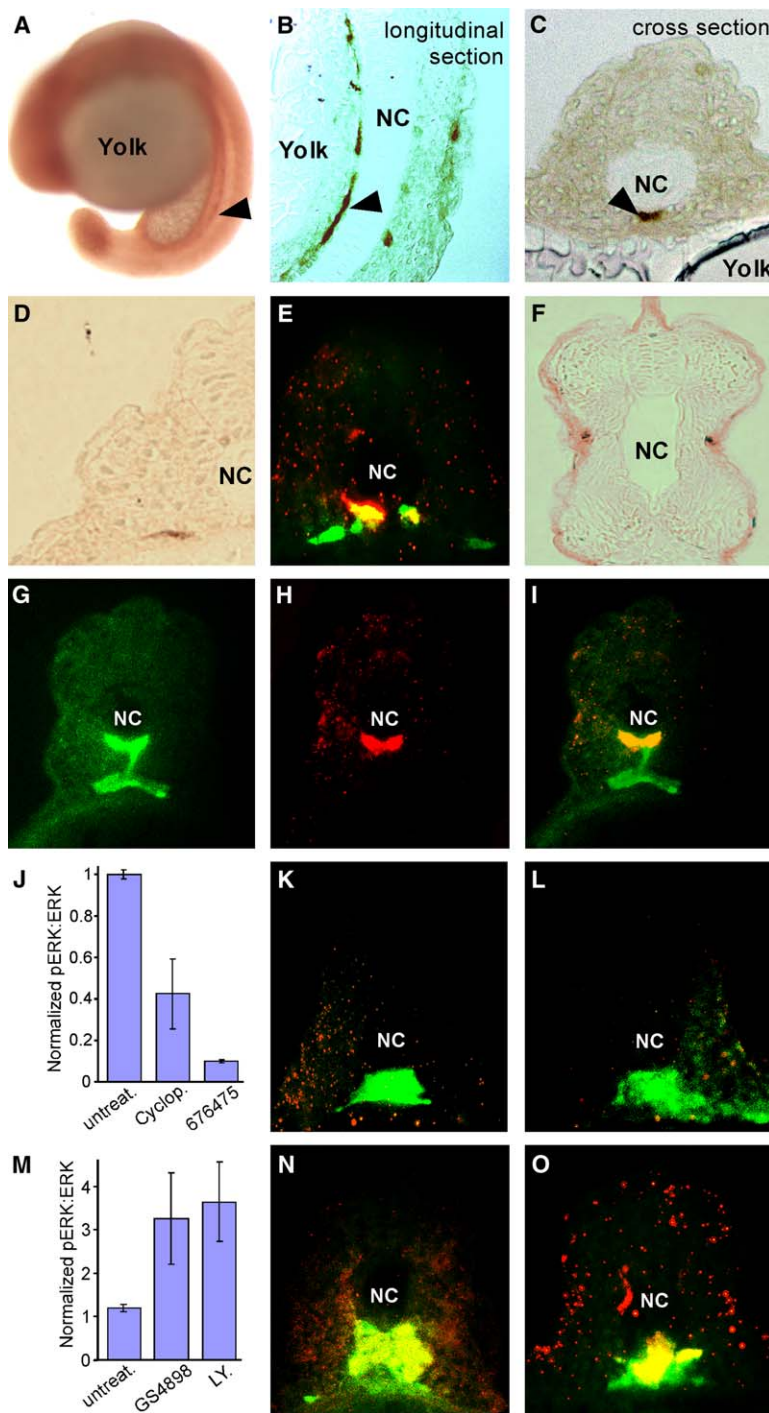 A
Yolk
B
longitudinal
section
NC
Yolk
C
cross section
NC
Yolk
D
NC
E
NC
F
NC
G
NC
H
NC
I
NC
J
Normalized pERK:ERK
1
0.8
0.6
0.4
0.2
0
untreat.
Cyclop.
676475
K
NC
L
NC
M
Normalized pERK:ERK
4
3
2
1
0
untreat.
GS4898
LY.
N
NC
O
NC